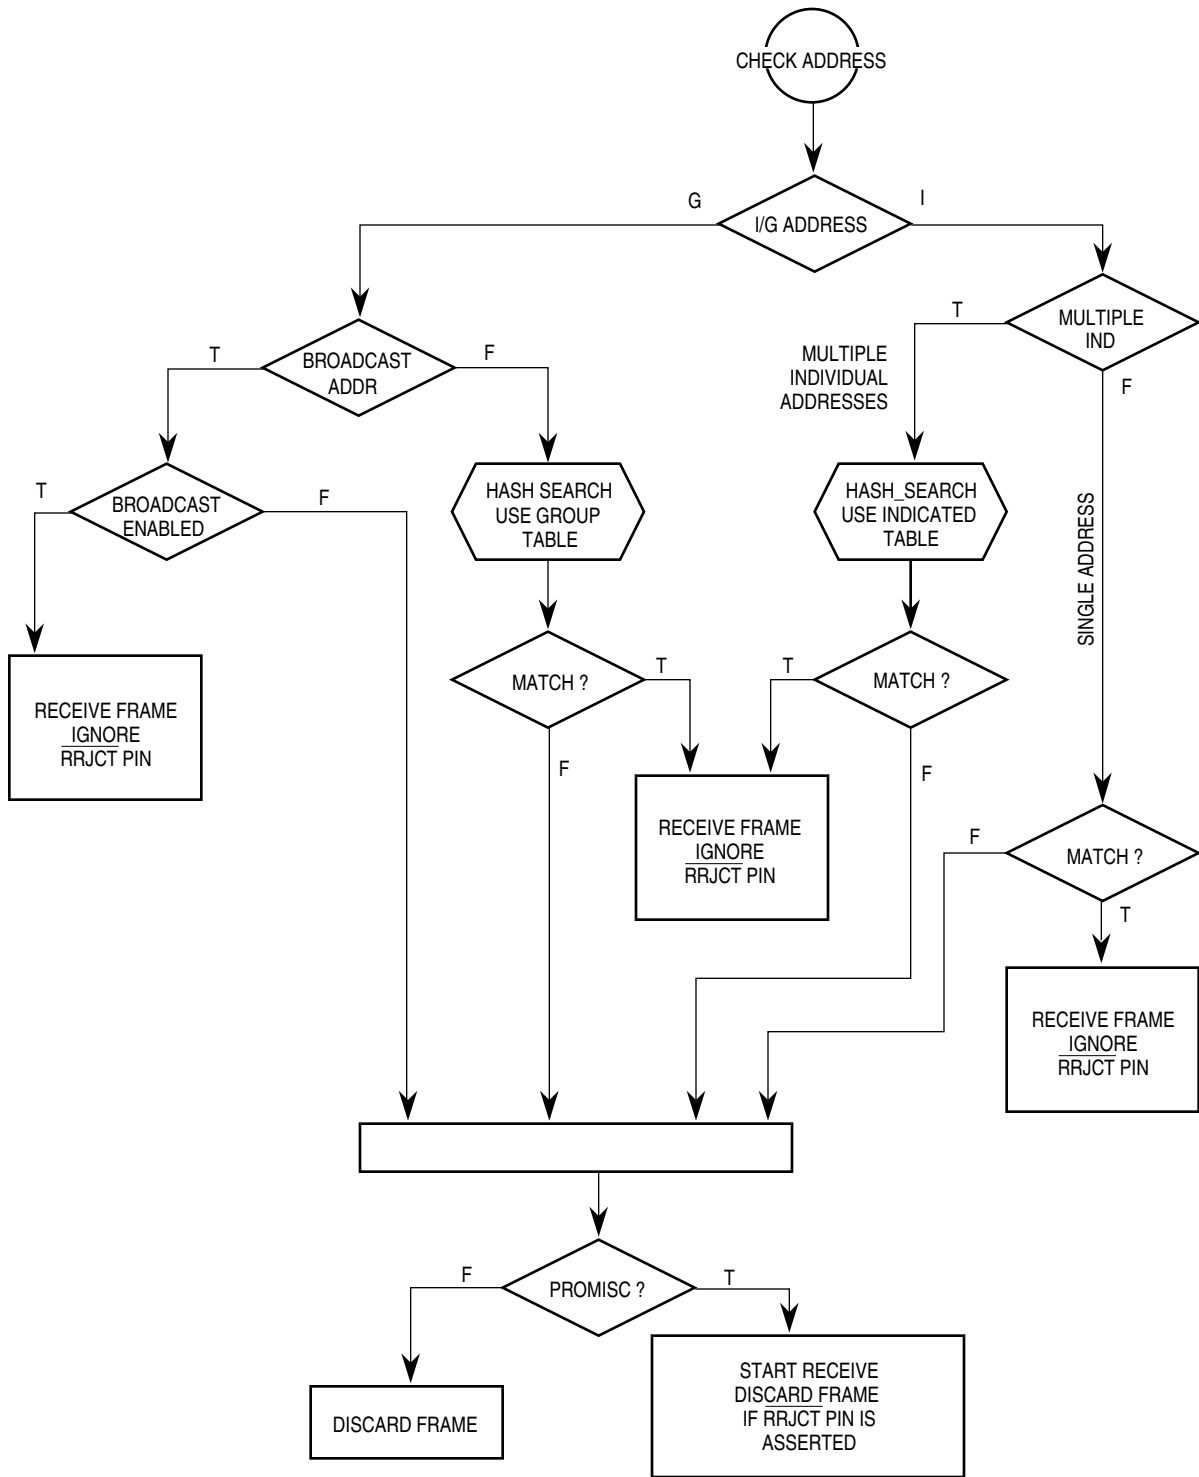 CHECK ADDRESS
G
I
I/G ADDRESS
T
MULTIPLE
IND
T
BROADCAST
ADDR
F
MULTIPLE
INDIVIDUAL
ADDRESSES
F
T
BROADCAST
ENABLED
F
HASH SEARCH
USE GROUP
TABLE
HASH_SEARCH
USE INDICATED
TABLE
SINGLE ADDRESS
MATCH ?
T
T
MATCH ?
RECEIVE FRAME
IGNORE
RRJCT PIN
F
F
RECEIVE FRAME
IGNORE
RRJCT PIN
F
MATCH ?
T
RECEIVE FRAME
IGNORE
RRJCT PIN
F
PROMISC ?
T
DISCARD FRAME
START RECEIVE
DISCARD FRAME
IF RRJCT PIN IS
ASSERTED